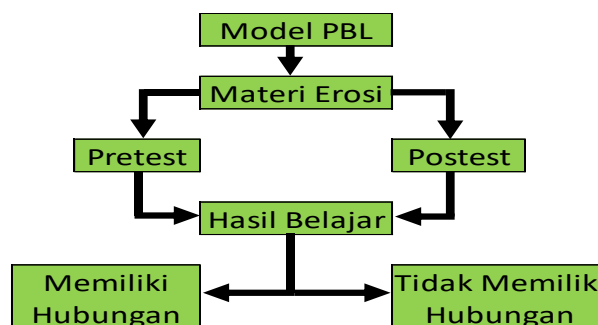 Model PBL
Materi Erosi
Pretest
Postest
Hasil Belajar
Memiliki
Hubungan
Tidak Memilik
Hubungan